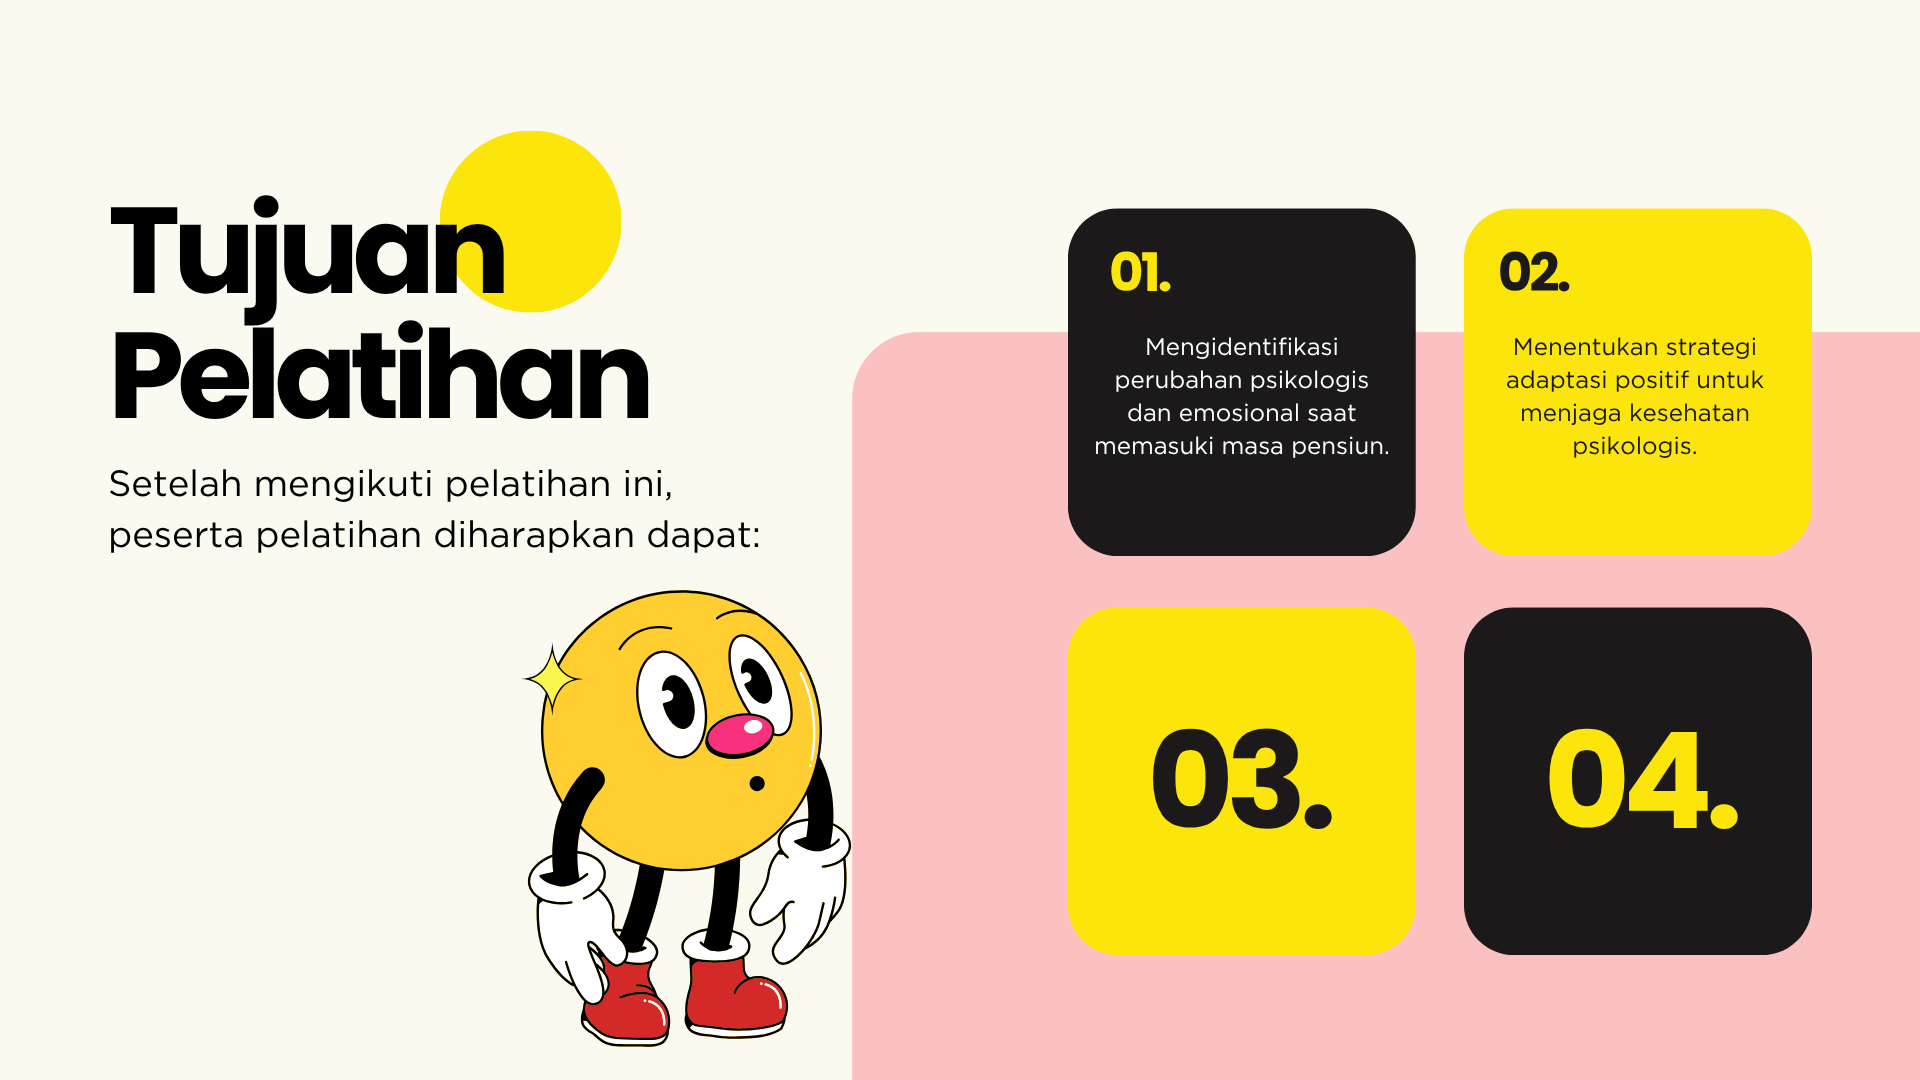 Tujuan
Pelatihan
Setelah mengikuti pelatihan ini,
peserta pelatihan diharapkan dapat:
01.
Mengidentifikasi
perubahan psikologis
dan emosional saat
memasuki masa pensiun.
02.
Menentukan strategi
adaptasi positif untuk
menjaga kesehatan
psikologis.
03.
04.